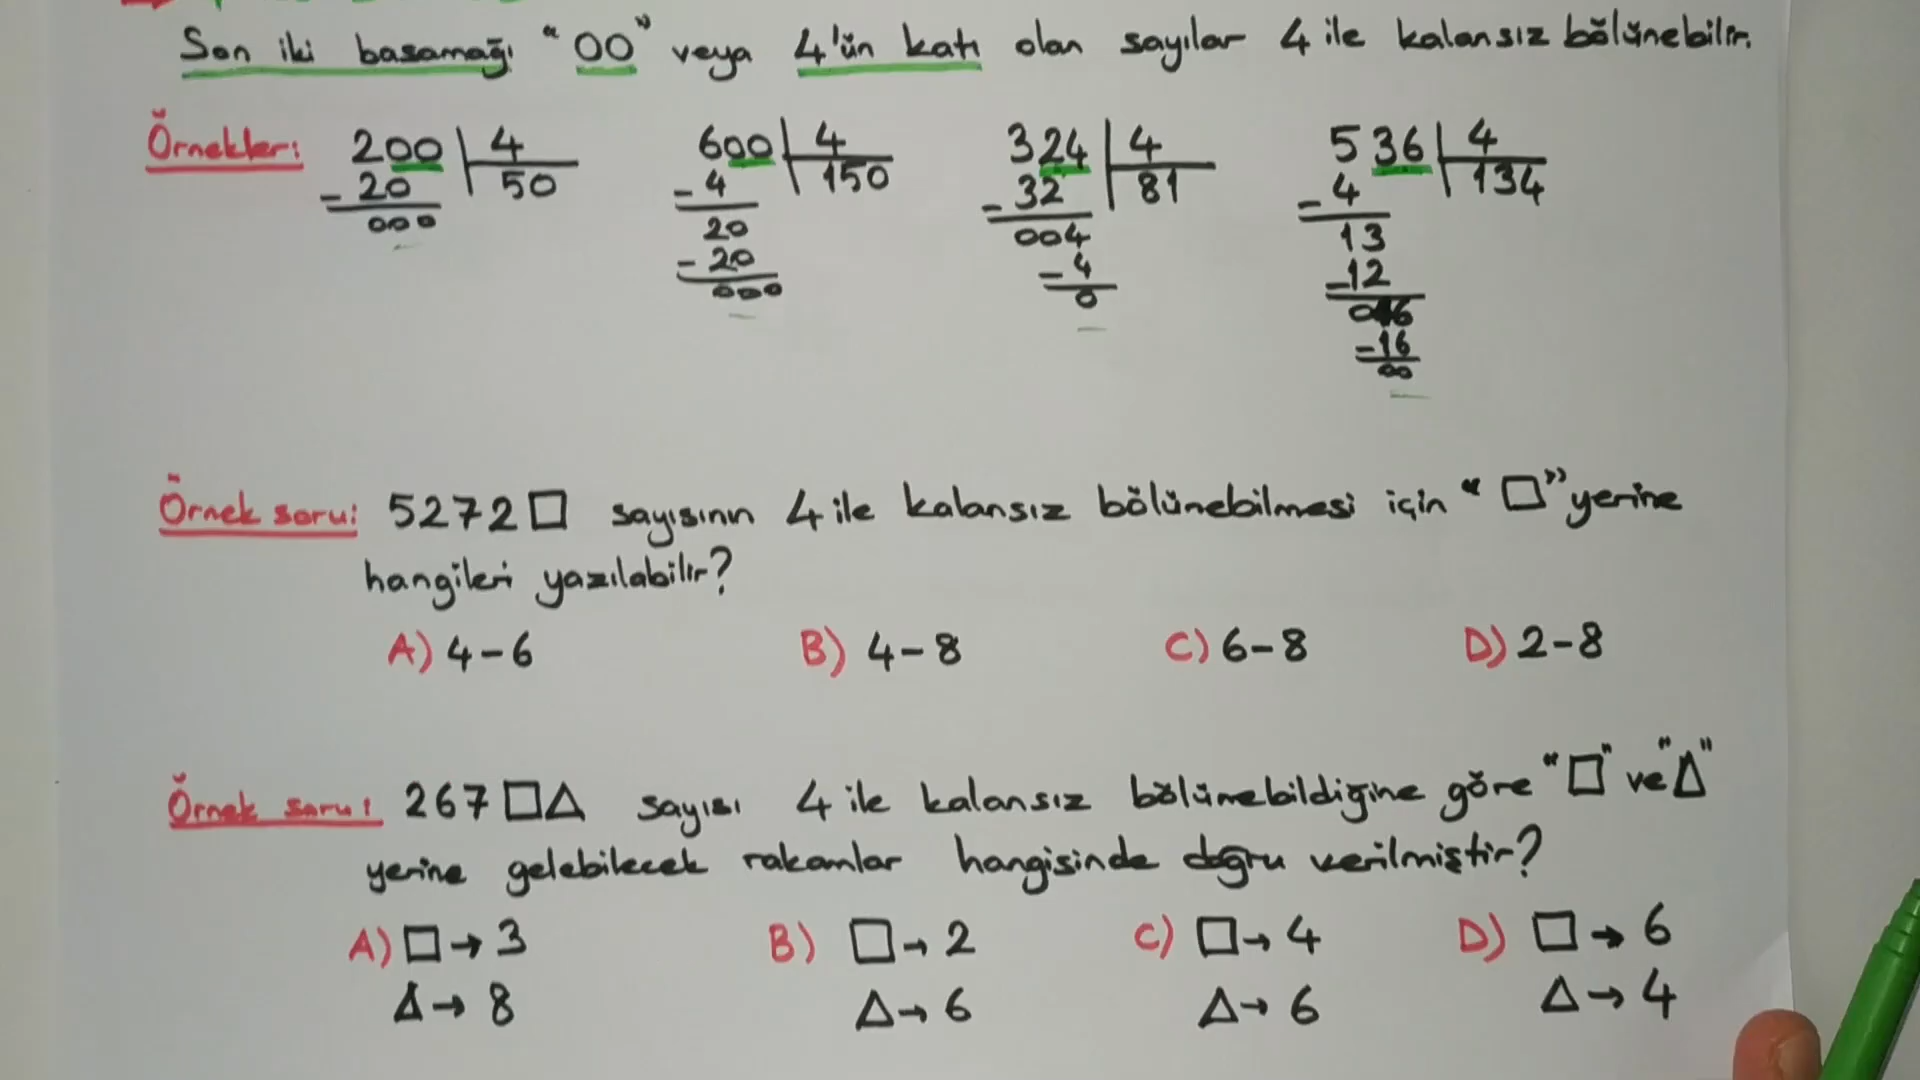 Son iki basamağı "00" veya 4'ün katı olan sayılar 4 ile kalansız bölünebilir.
Örnekler:
200 | 4
- 20 50
000
600 | 4
- 4 150
20
- 20
000
324 | 4
- 32 81
004
- 4
0
536 | 4
- 4 134
13
- 12
016
- 16
00
Örnek soru: 5272□ sayısının 4 ile kalansız bölünebilmesi için "□" yerine
hangileri yazılabilir?
A) 4-6 B) 4-8 C) 6-8 D) 2-8
Örnek soru: 267□△ sayısı 4 ile kalansız bölünebildiğine göre "□" ve "△"
yerine gelebilecek rakamlar hangisinde doğru verilmiştir?
A) □→3 B) □→2 C) □→4 D) □→6
△→8 △→6 △→6 △→4